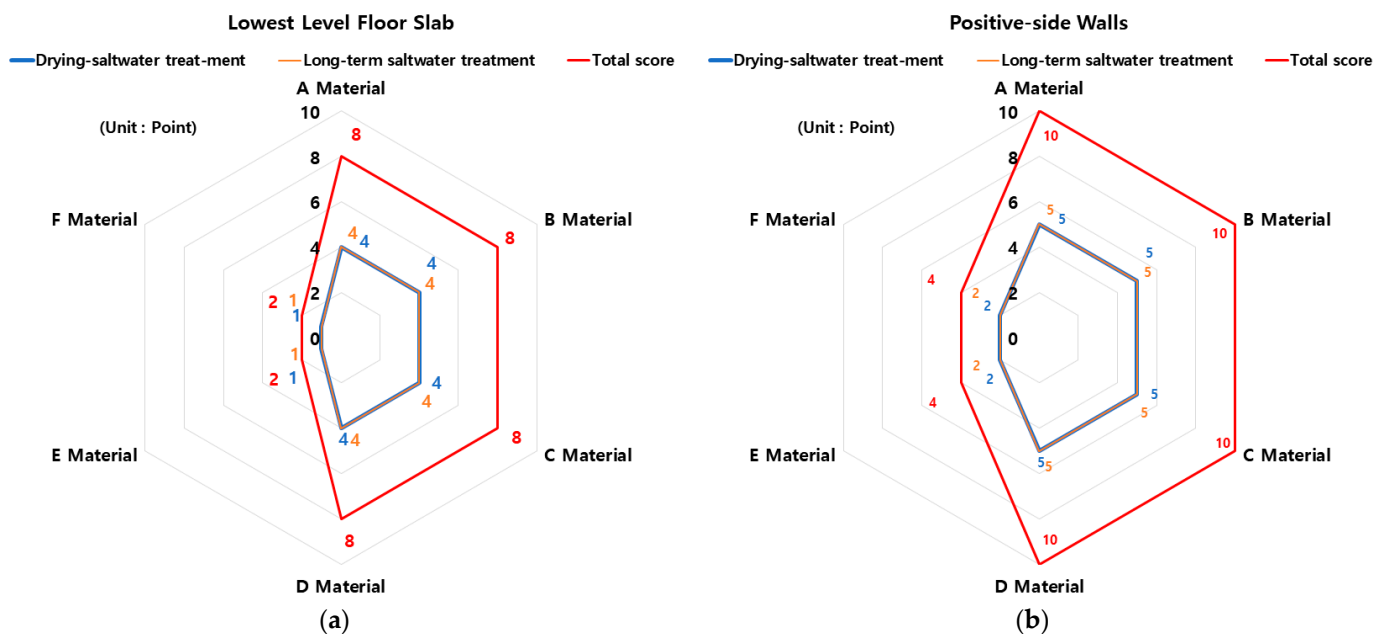 Lowest Level Floor Slab
Drying-saltwater treat-ment Long-term saltwater treatment Total score
A Material
10
(Unit : Point)
8
8
6
F Material
B Material
8
4 4
4
4
4
2
2 1
1
0
1
2 1
4
4
4 4
8
E Material
C Material
8
D Material
(a)
Positive-side Walls
Drying-saltwater treat-ment Long-term saltwater treatment Total score
A Material
10
(Unit : Point)
10
8
6
5 5
F Material
B Material
10
4
4
5
5
2
2
2
0
2
2
4
5
5
5 5
10
E Material
C Material
10
D Material
(b)